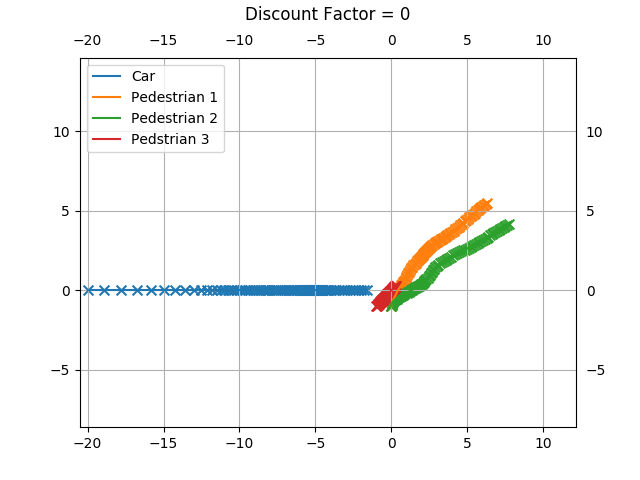 Discount Factor = 0
−20 −15 −10 −5 0 5 10
Car
Pedestrian 1
Pedestrian 2
Pedstrian 3
10 10
5 5
0 0
−5 −5
−20 −15 −10 −5 0 5 10